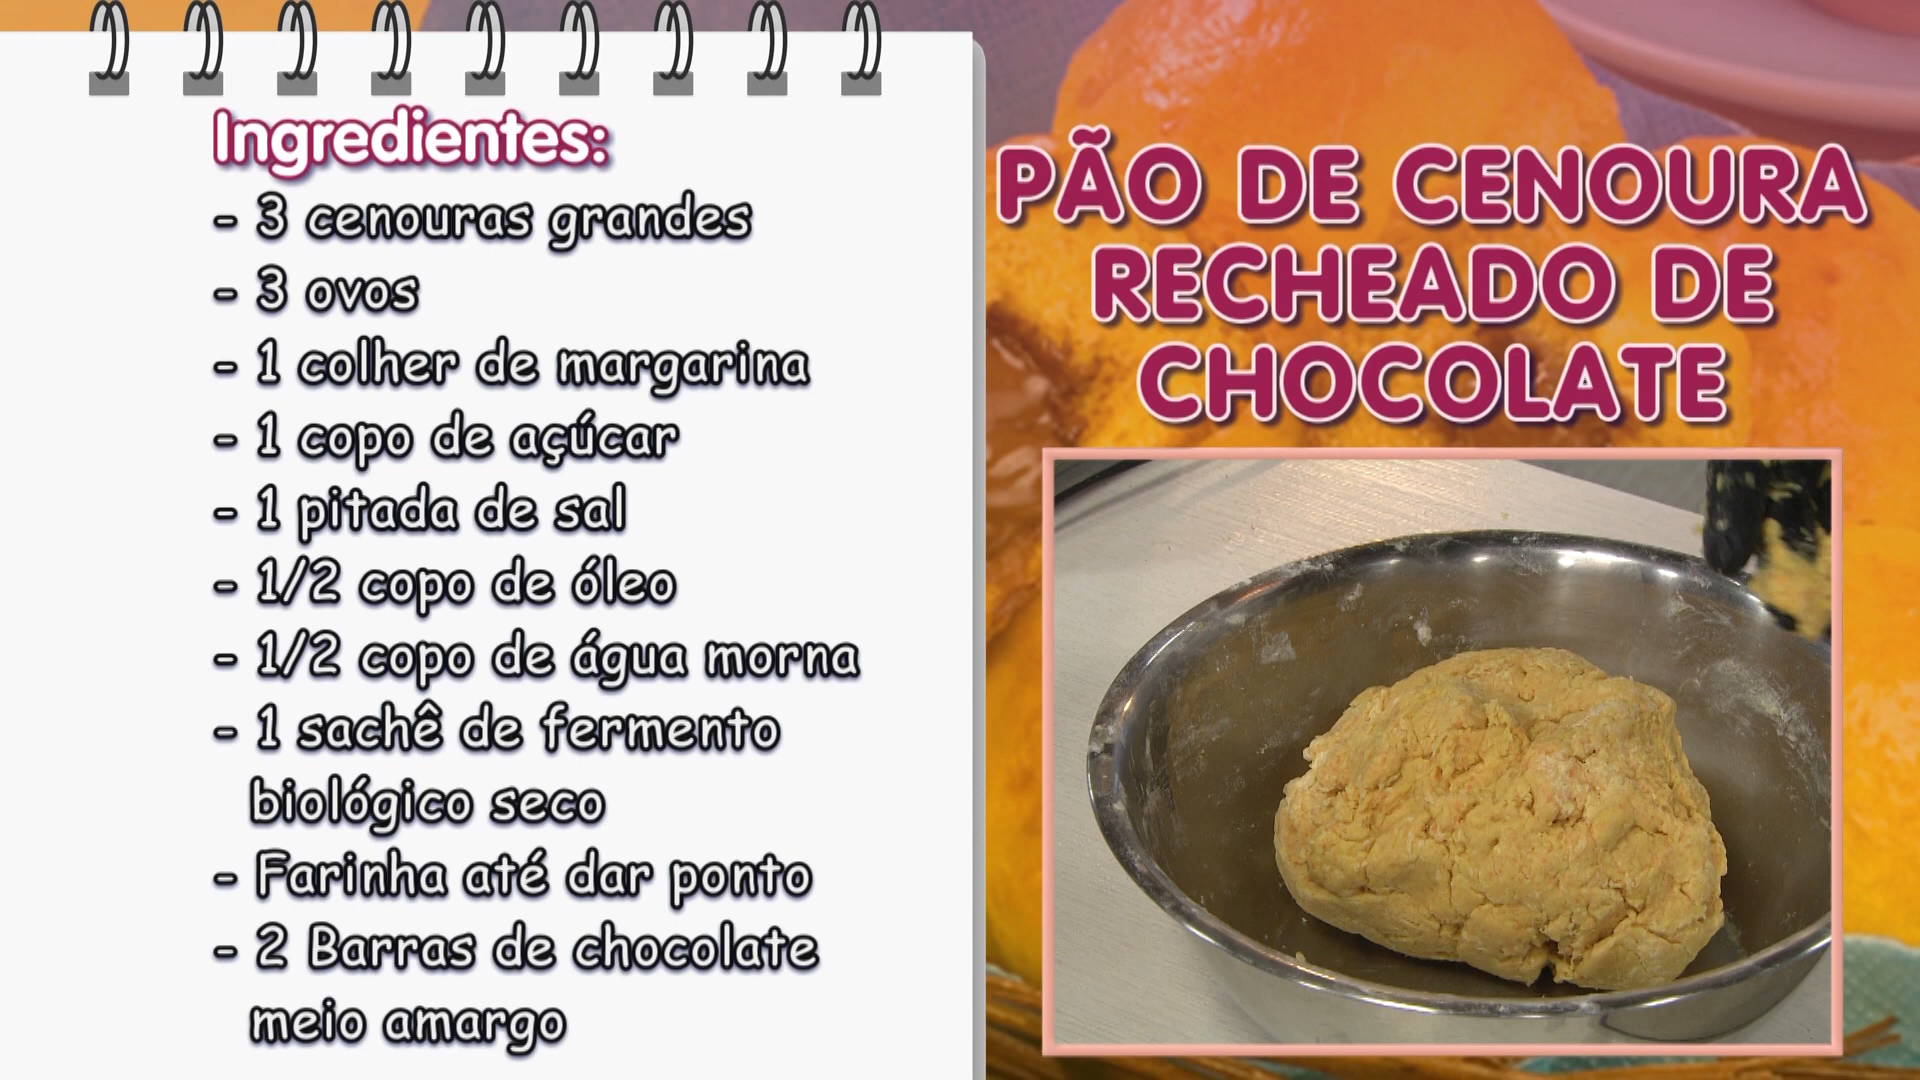 Ingredientes:
- 3 cenouras grandes
- 3 ovos
- 1 colher de margarina
- 1 copo de açúcar
- 1 pitada de sal
- 1/2 copo de óleo
- 1/2 copo de água morna
- 1 sachê de fermento
biológico seco
- Farinha até dar ponto
- 2 Barras de chocolate
meio amargo
PÃO DE CENOURA
RECHEADO DE
CHOCOLATE